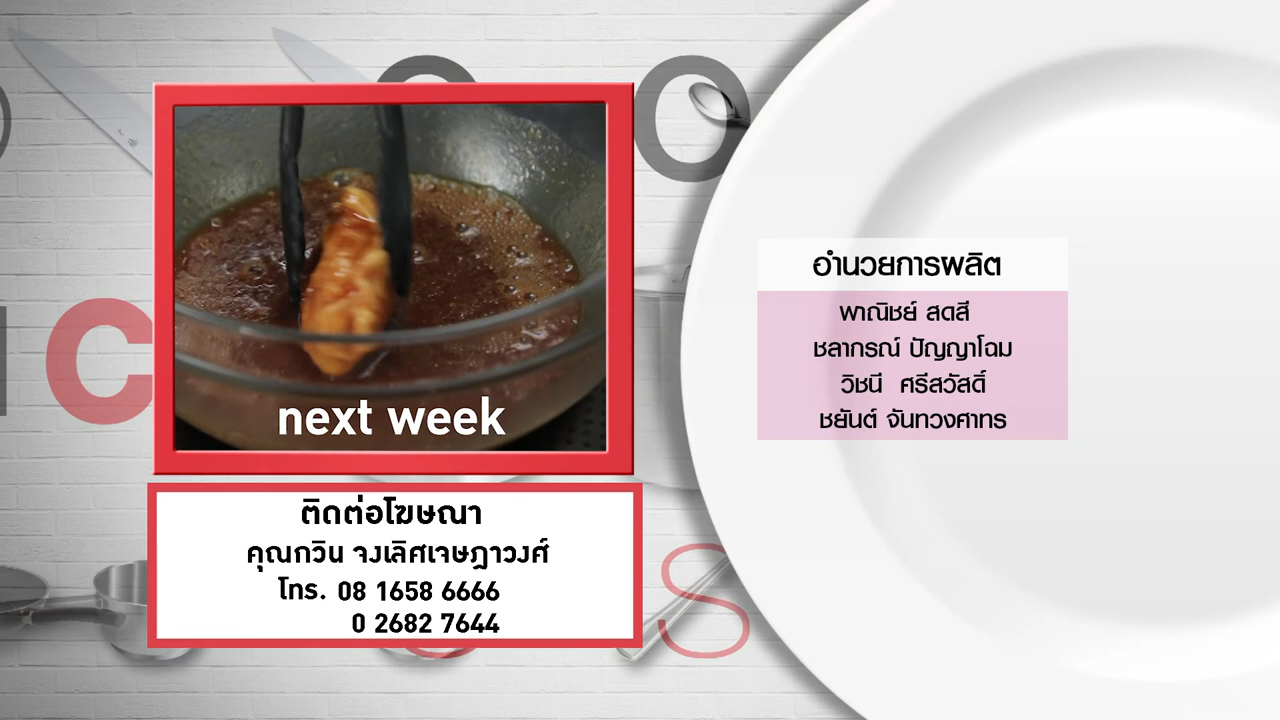 next week
ติดต่อโฆษณา
คุณกวิน จงเลิศเจษฎาวงศ์
โทร. 08 1658 6666
0 2682 7644
อำนวยการผลิต
พาณิชย์ สดสี
ชลากรณ์ ปัญญาโฉม
วิชนี ศรีสวัสดิ์
ชยันต์ จันทวงศาทร